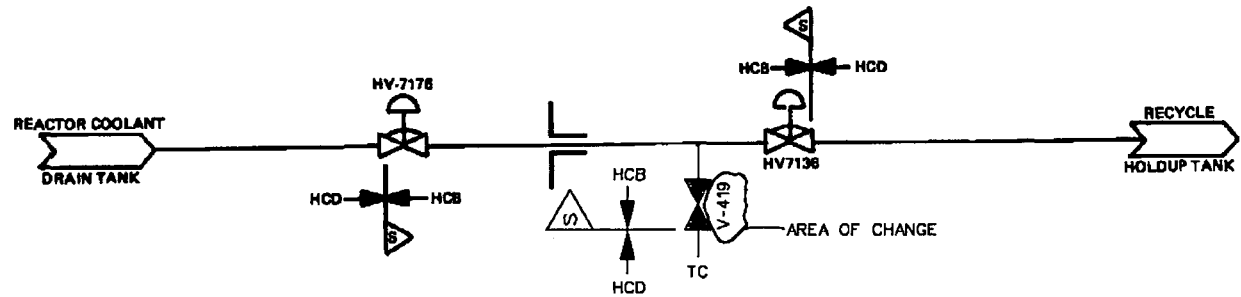 S
HCB
HCD
HV-7176
REACTOR COOLANT
RECYCLE
DRAIN TANK
HV7136
HOLDUP TANK
HCB
HCD
HCB
S
V-419
S
AREA OF CHANGE
TC
HCD